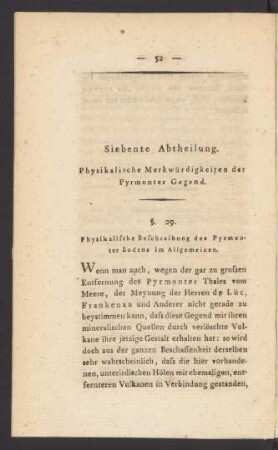 — 52 —
Siebente Abtheilung.
Physikalische Merkwürdigkeiten der
Pyrmonter Gegend.
§. 29.
Physikalische Beschreibung des Pyrmon-
ter Bodens im Allgemeinen.
Wenn man auch, wegen der gar zu großen
Entfernung des Pyrmonter Thales vom
Meere, der Meynung der Herren de Lüc,
Frankenau und Anderer nicht gerade zu
beystimmen kann, daß diese Gegend mit ihren
mineralischen Quellen durch verlöschte Vul-
kane ihre jetzige Gestalt erhalten hat: so wird
doch aus der ganzen Beschaffenheit derselben
sehr wahrscheinlich, daß die hier vorhande-
nen, unterirdischen Hölen mit ehemaligen, ent-
fernteren Vulkanen in Verbindung gestanden,